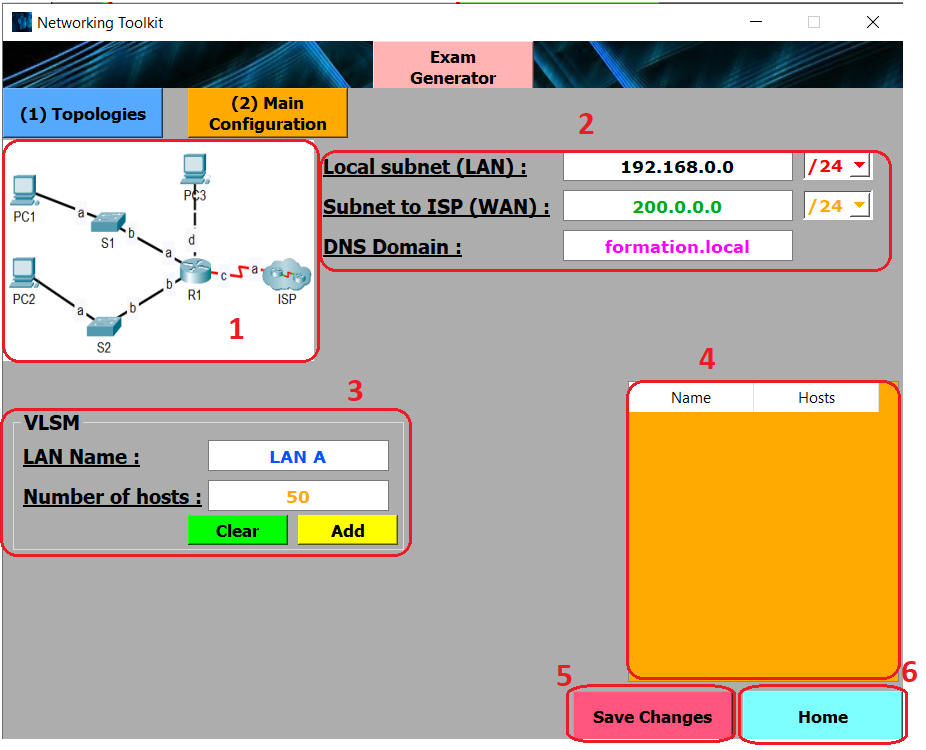 Networking Toolkit
Exam
Generator
(1) Topologies
(2) Main
Configuration
2
Local subnet (LAN) :
192.168.0.0
/24
Subnet to ISP (WAN) :
200.0.0.0
/24
DNS Domain :
formation.local
PC3
PC1
a
S1
b
d
a
c
a
R1
ISP
PC2
b
a
b
S2
1
3
4
VLSM
LAN Name :
LAN A
Number of hosts :
50
Clear
Add
Name
Hosts
5
6
Save Changes
Home